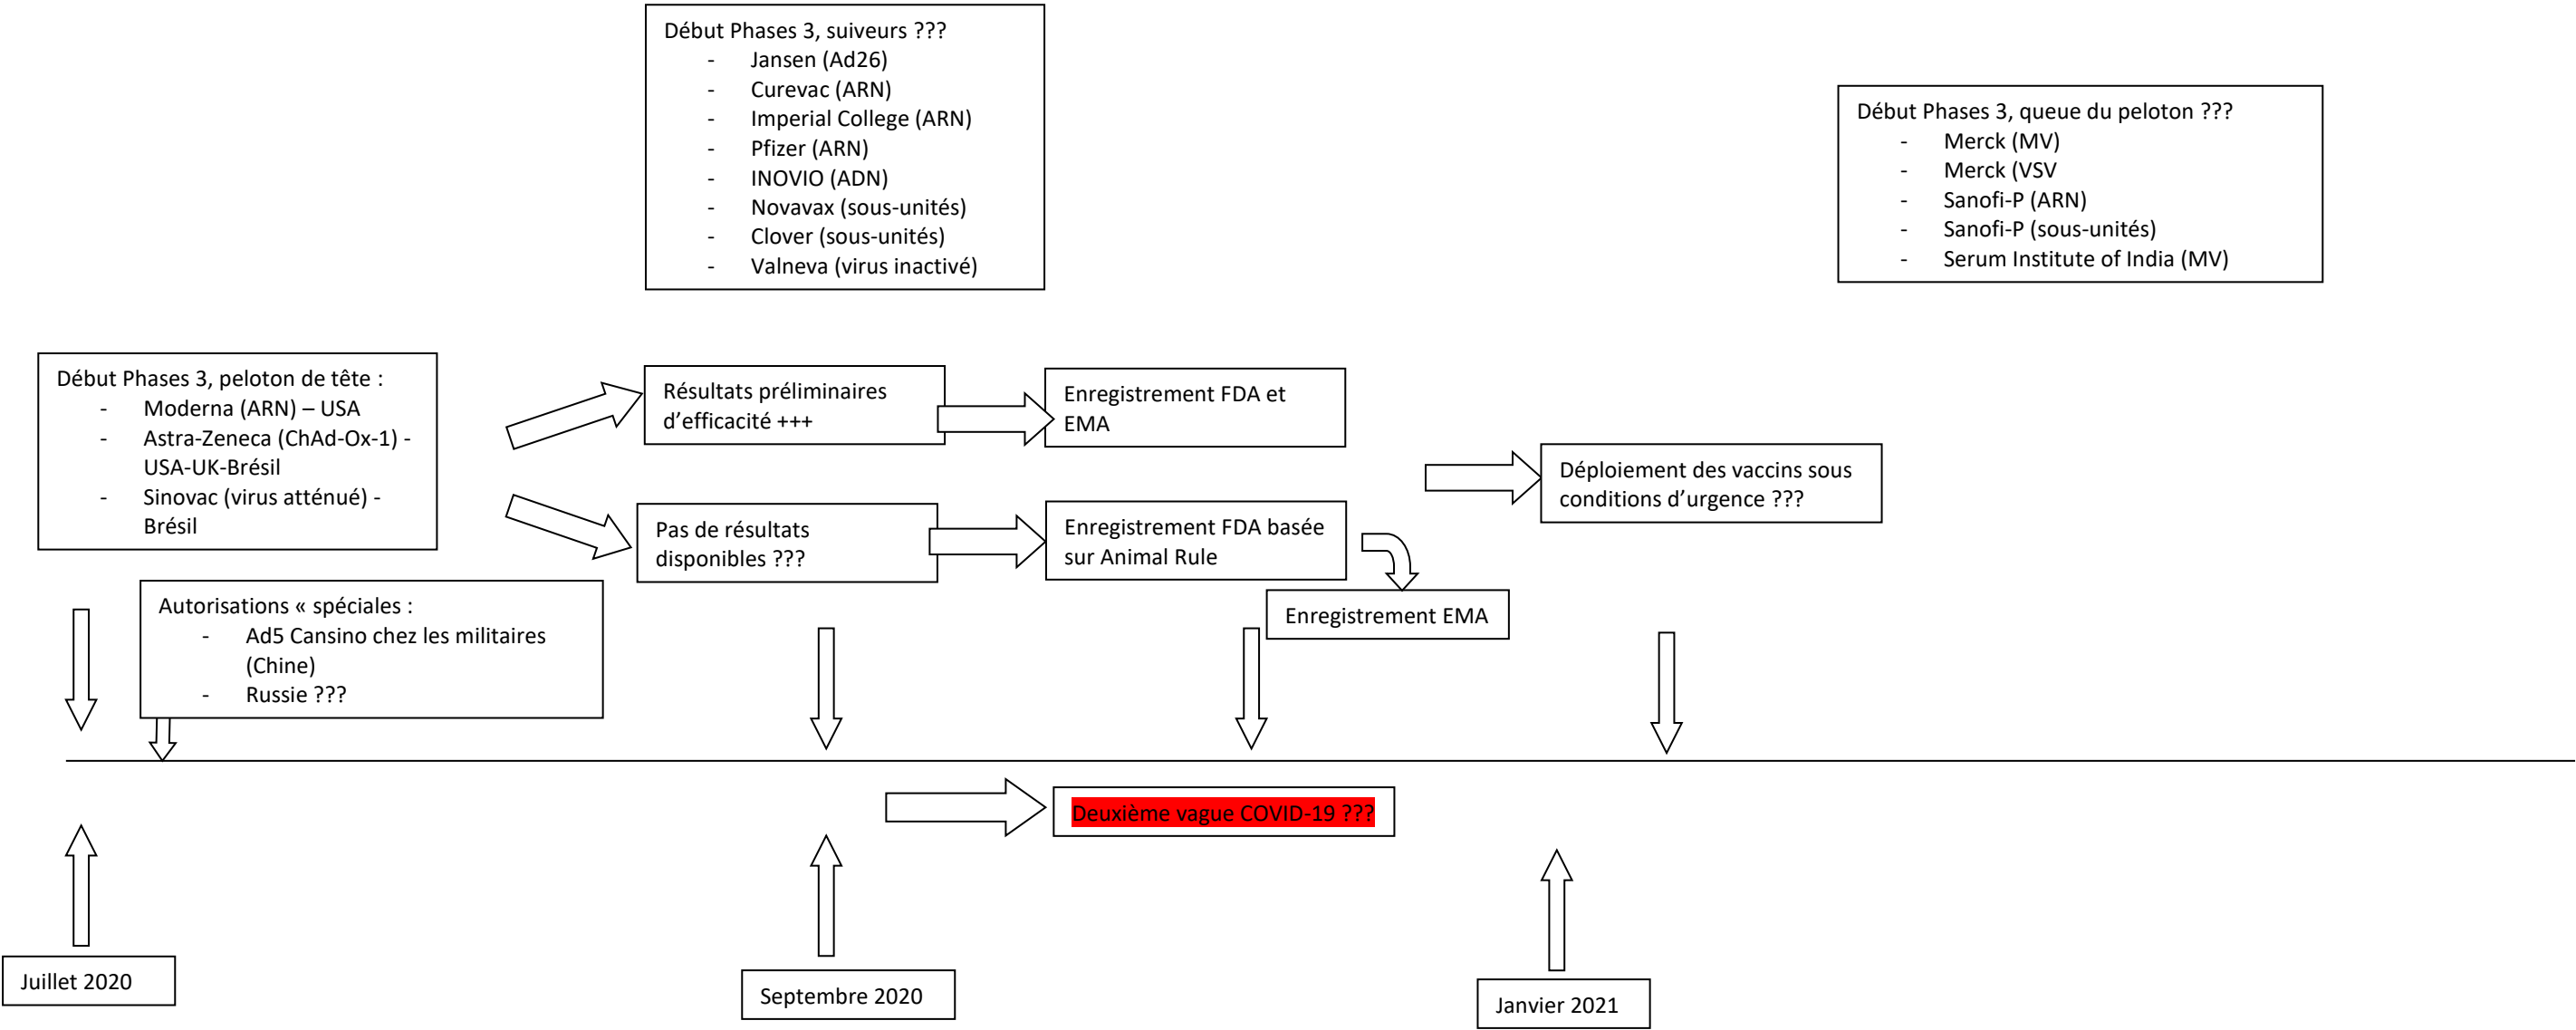 Début Phases 3, suiveurs ???
- Jansen (Ad26)
- Curevac (ARN)
- Imperial College (ARN)
- Pfizer (ARN)
- INOVIO (ADN)
- Novavax (sous-unités)
- Clover (sous-unités)
- Valneva (virus inactivé)
Début Phases 3, queue du peloton ???
- Merck (MV)
- Merck (VSV
- Sanofi-P (ARN)
- Sanofi-P (sous-unités)
- Serum Institute of India (MV)
Début Phases 3, peloton de tête :
- Moderna (ARN) – USA
- Astra-Zeneca (ChAd-Ox-1) -
USA-UK-Brésil
- Sinovac (virus atténué) -
Brésil
Résultats préliminaires
d’efficacité +++
Enregistrement FDA et
EMA
Pas de résultats
disponibles ???
Enregistrement FDA basée
sur Animal Rule
Enregistrement EMA
Déploiement des vaccins sous
conditions d’urgence ???
Autorisations « spéciales :
- Ad5 Cansino chez les militaires
(Chine)
- Russie ???
Deuxième vague COVID-19 ???
Juillet 2020
Septembre 2020
Janvier 2021